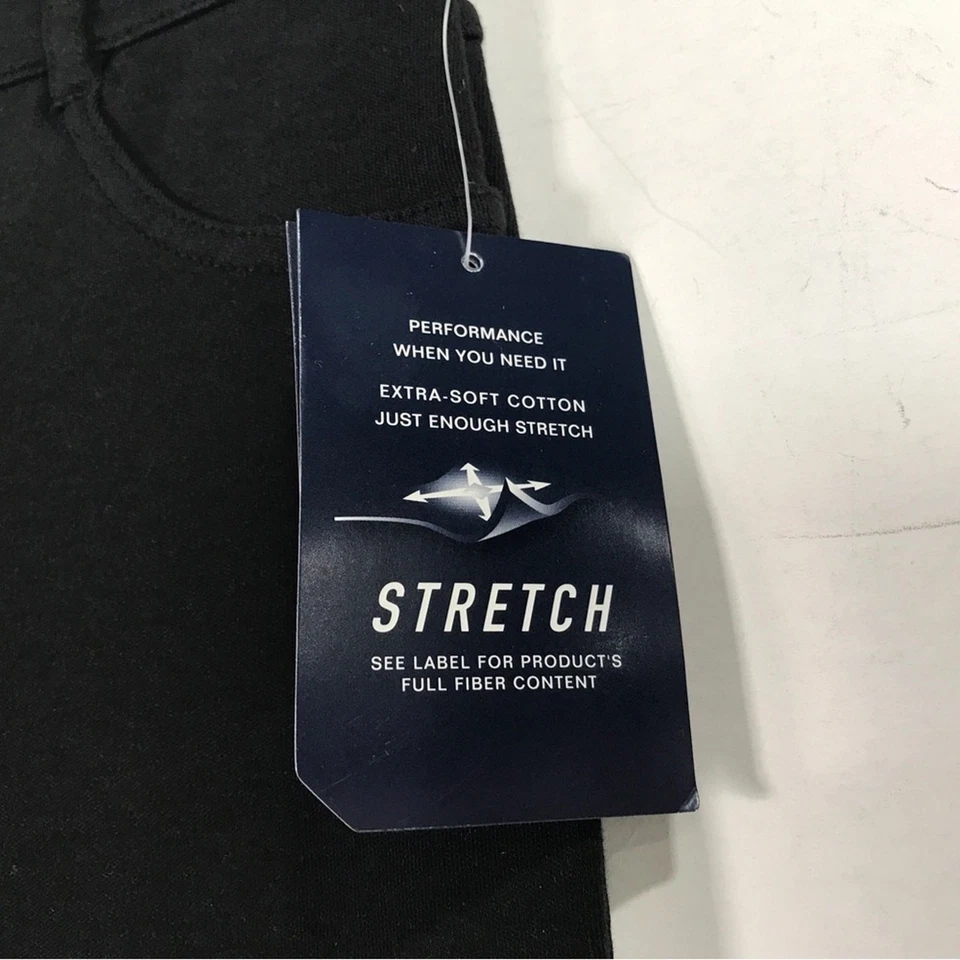 PERFORMANCE
WHEN YOU NEED IT
EXTRA-SOFT COTTON
JUST ENOUGH STRETCH
STRETCH
SEE LABEL FOR PRODUCT'S
FULL FIBER CONTENT